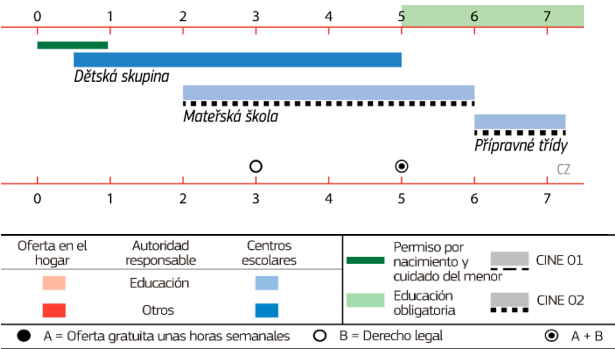 0 1 2 3 4 5 6 7
Dětská skupina
Mateřská škola
Přípravné třídy
CZ
0 1 2 3 4 5 6 7
Oferta en el hogar
Autoridad responsable
Centros escolares
Educación
Otros
Permiso por nacimiento y cuidado del menor
Educación obligatoria
CINE 01
CINE 02
A = Oferta gratuita unas horas semanales
B = Derecho legal
A + B